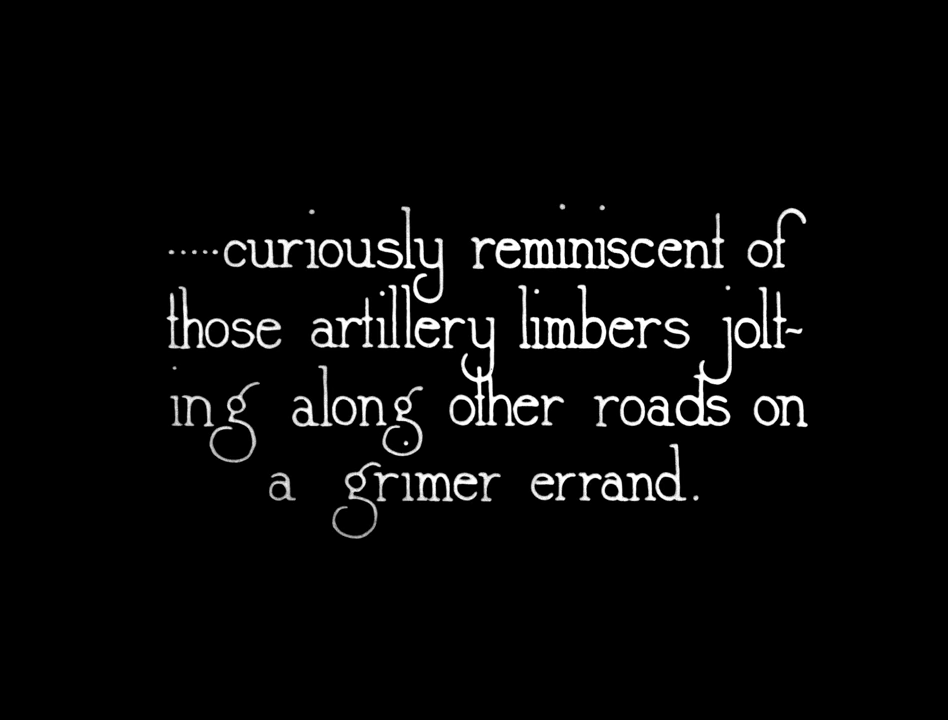 .....curiously reminiscent of
those artillery limbers jolt-
ing along other roads on
a grimer errand.